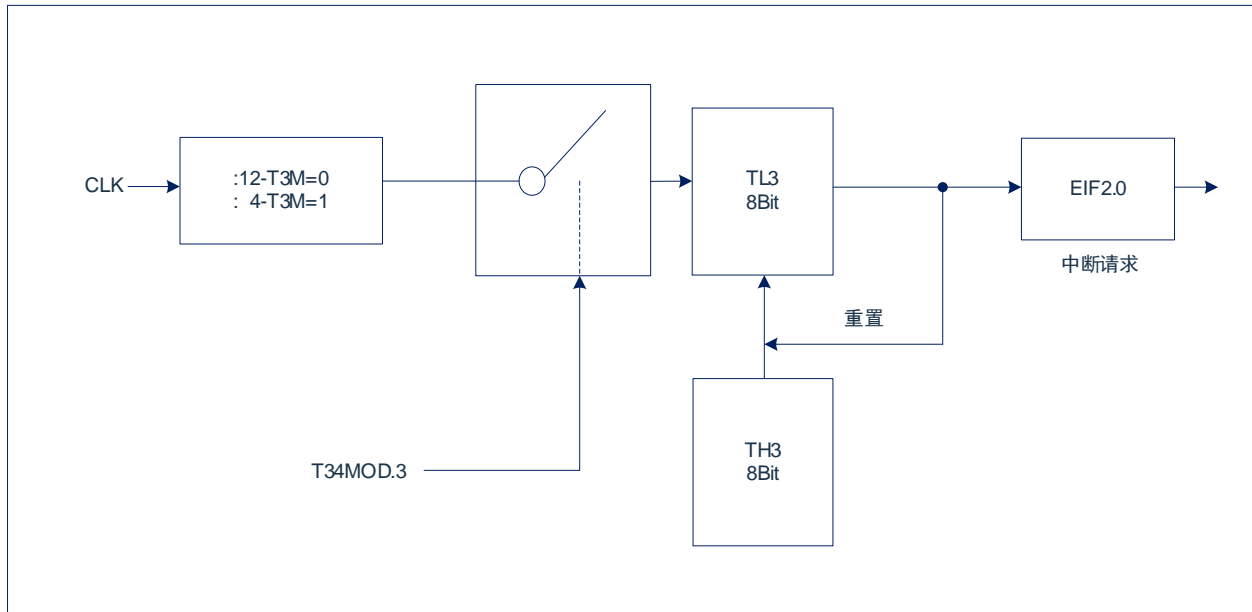 CLK
:12-T3M=0
: 4-T3M=1
TL3
8Bit
EIF2.0
中断请求
重置
TH3
8Bit
T34MOD.3